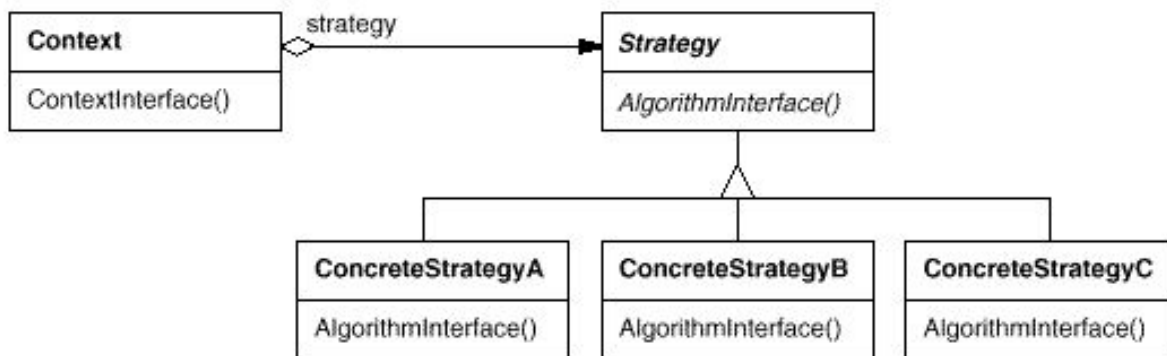 Context
strategy
Strategy
ContextInterface()
AlgorithmInterface()
ConcreteStrategyA
ConcreteStrategyB
ConcreteStrategyC
AlgorithmInterface()
AlgorithmInterface()
AlgorithmInterface()